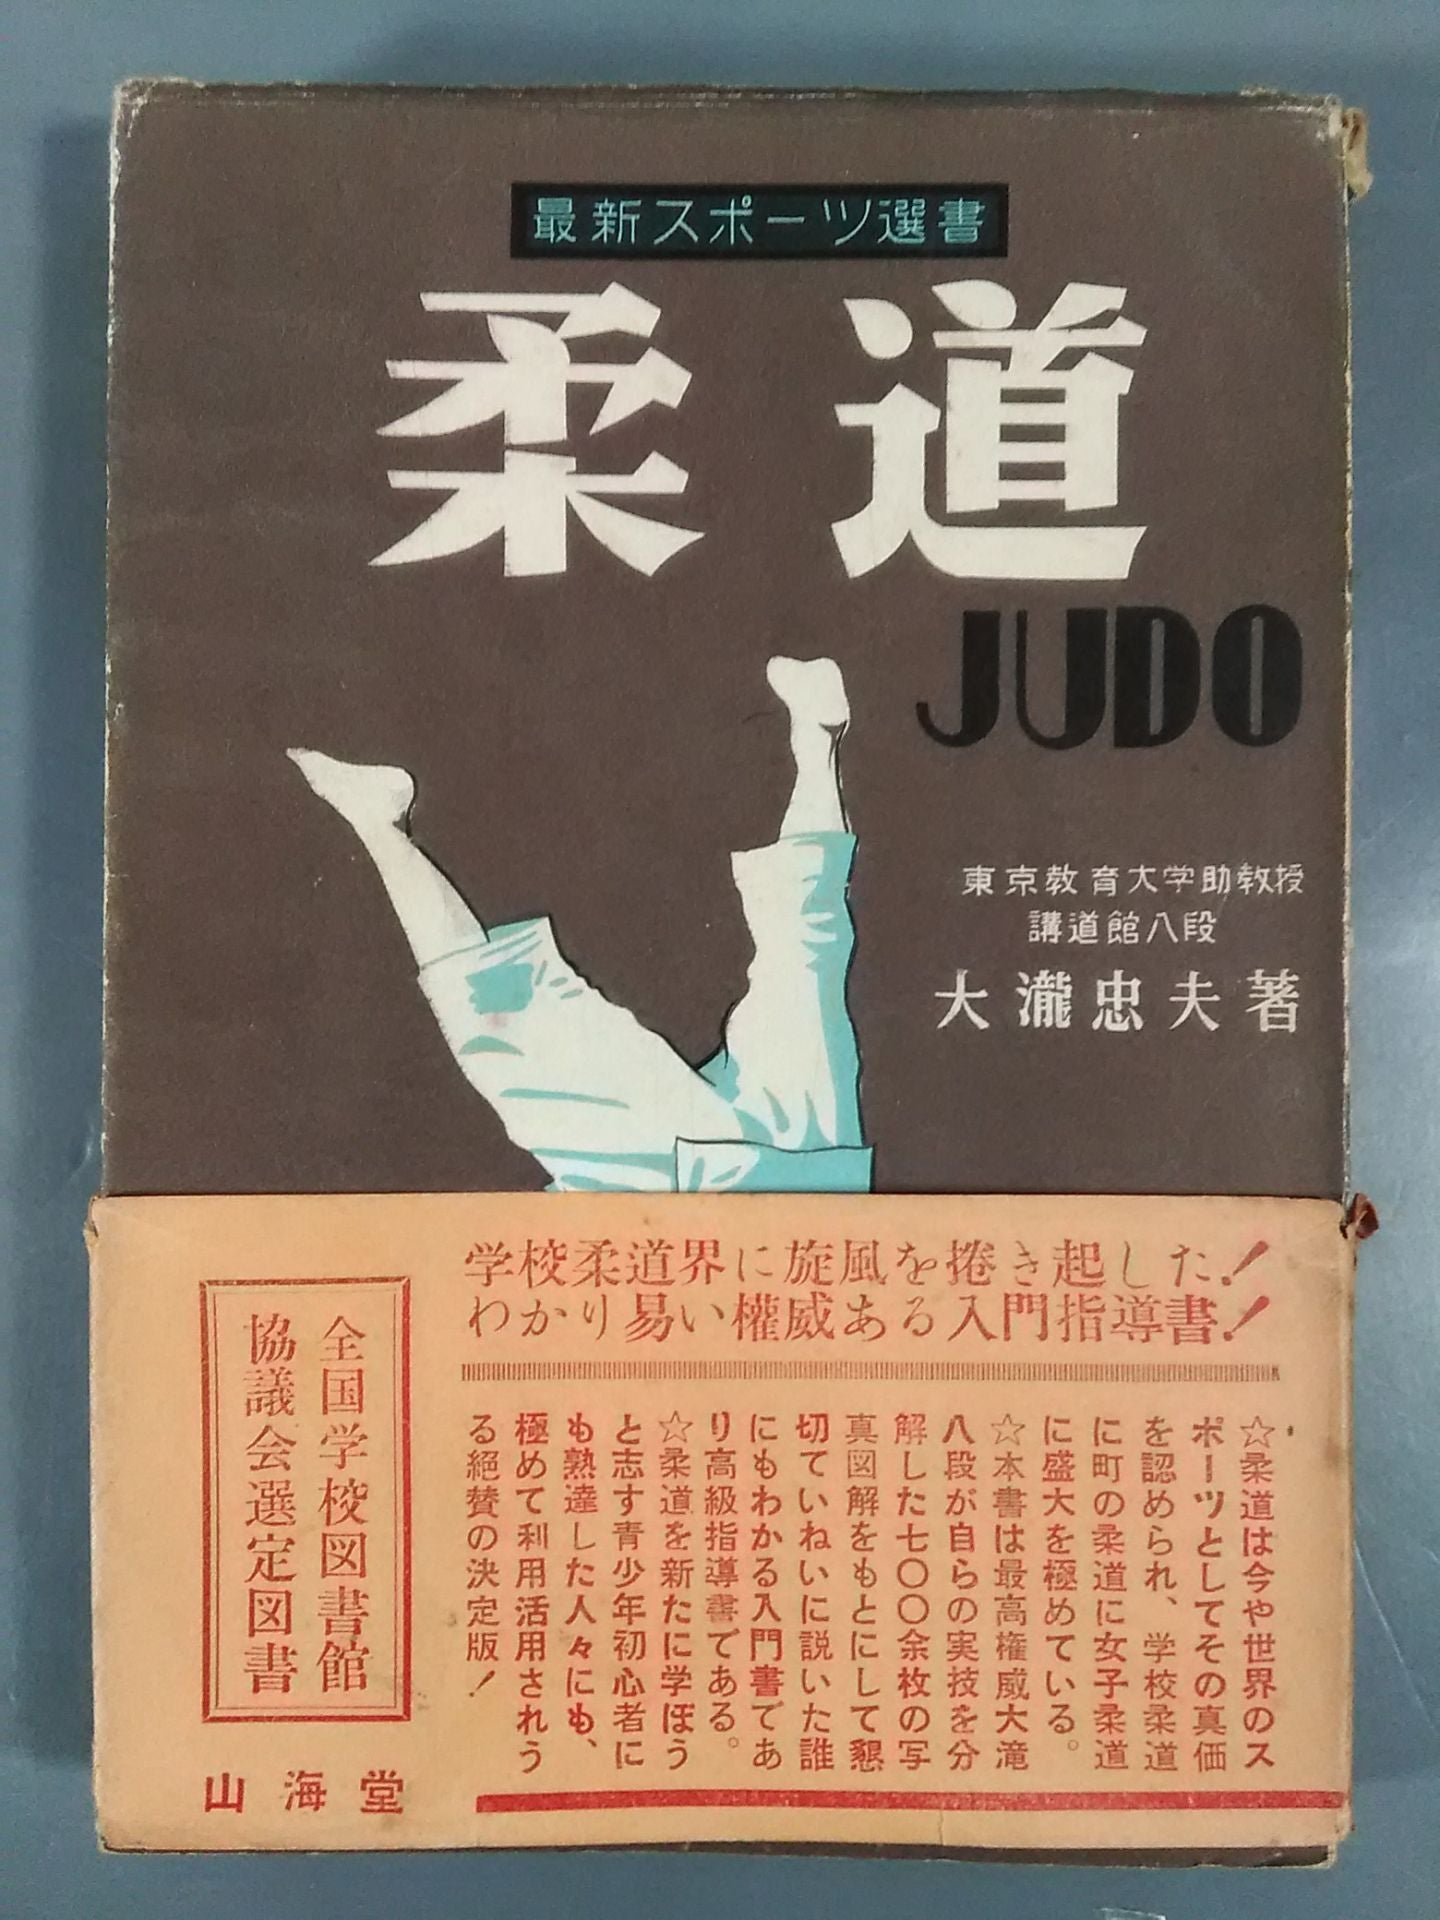 最新スポーツ選書
柔道
JUDO
東京教育大学助教授
講道館八段
大瀧忠夫著
学校柔道界に旋風を捲き起した！
わかり易い權威ある入門指導書！
☆柔道は今や世界のス
ポーツとしてその真価
を認められ、学校柔道
に町の柔道に女子柔道
に盛大を極めている。
☆本書は最高権威大滝
八段が自らの実技を分
解した七〇〇余枚の写
真図解をもとにして懇
切ていねいに説いた誰
にもわかる入門書であ
り高級指導書である。
☆柔道を新たに学ぼう
と志す青少年初心者に
も熟達した人々にも、
極めて利用活用されう
る絕賛の決定版！
全国学校図書館
協議会選定図書
山海堂